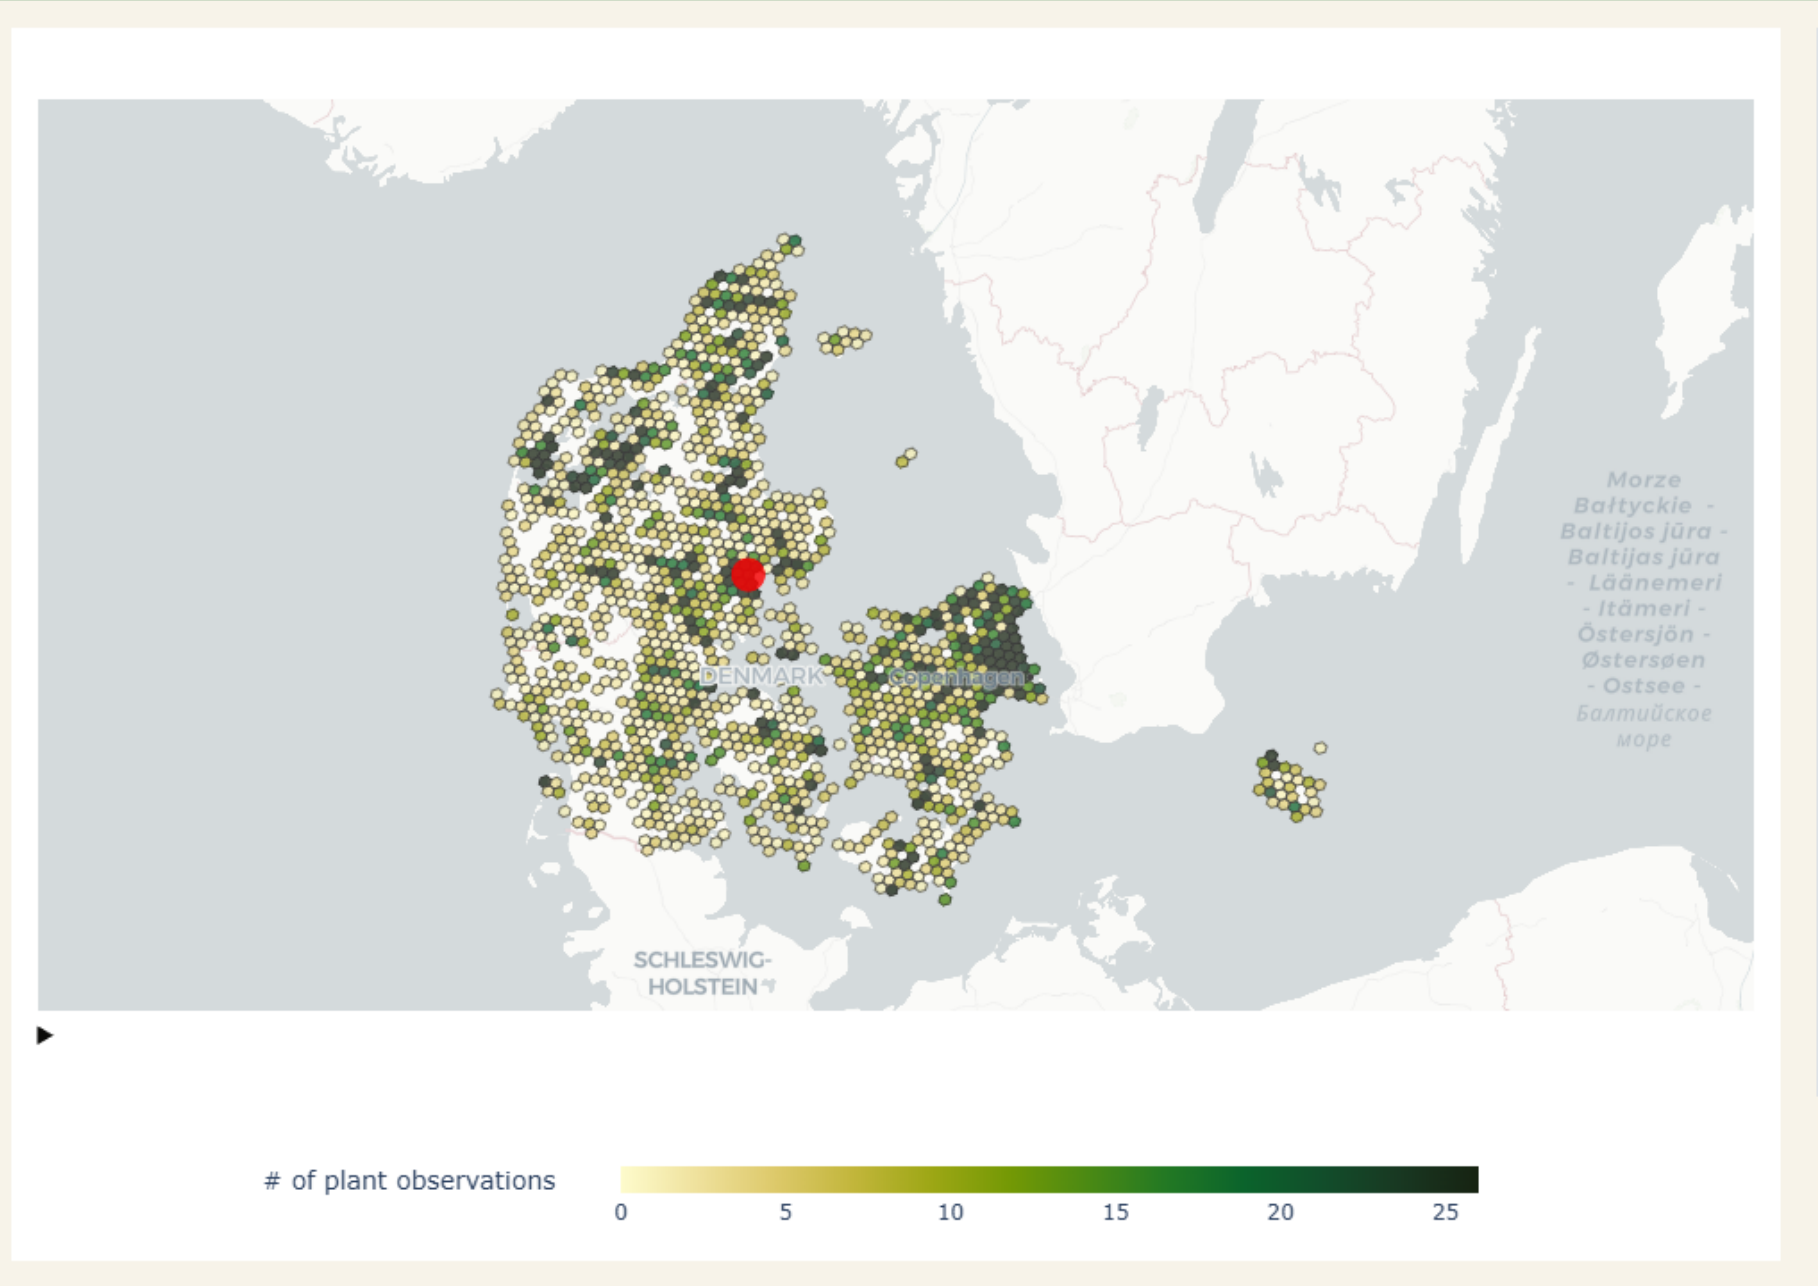 Morze
Bałtyckie -
Baltijos jūra -
Baltijas jūra
- Läänemeri
- Itämeri -
Östersjön -
Østersøen
- Ostsee -
Балтийское
море
DENMARK
Copenhagen
SCHLESWIG-
HOLSTEIN
# of plant observations
0 5 10 15 20 25